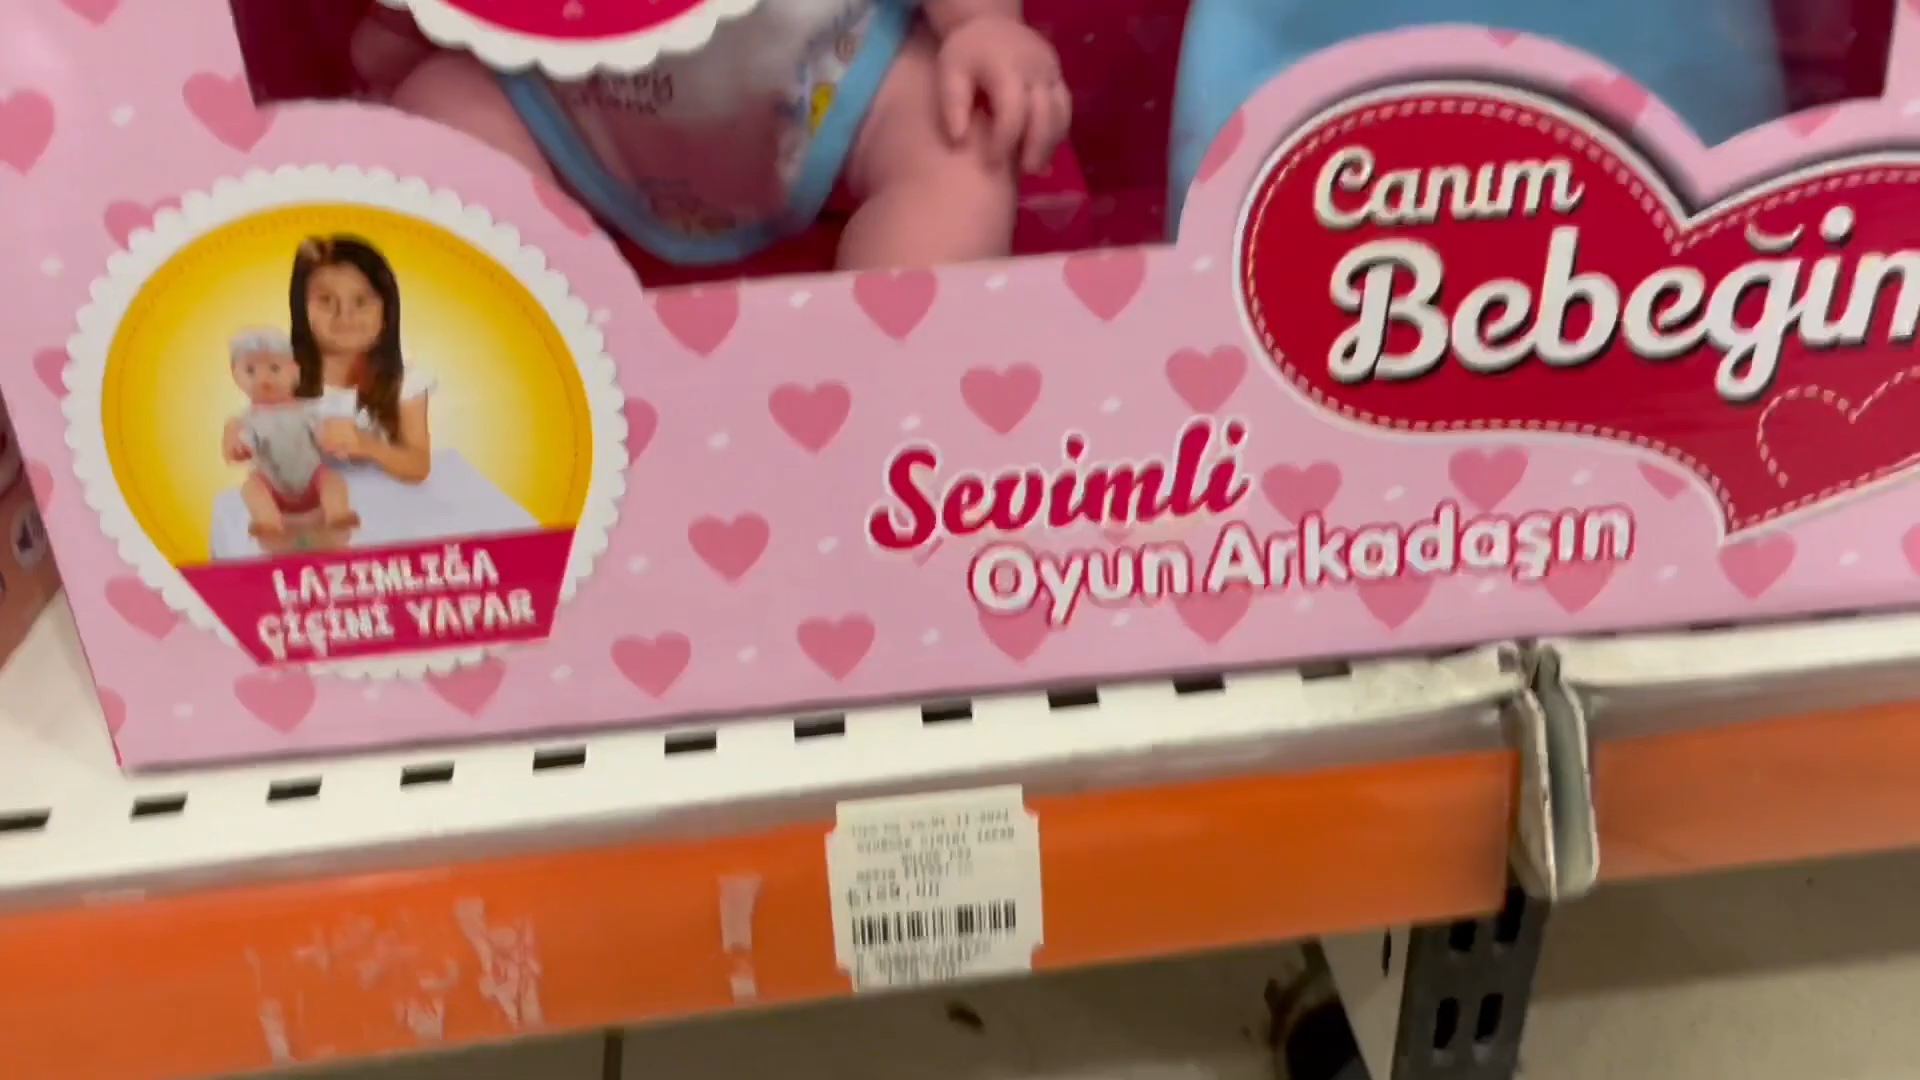 Canım
Bebeğim
Sevimli
Oyun Arkadaşın
LAZIMLIĞA
ÇİŞİNİ YAPAR